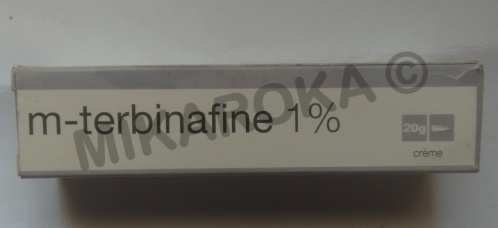 m-terbinafine 1%
20g
crème
MIKAROKA ©